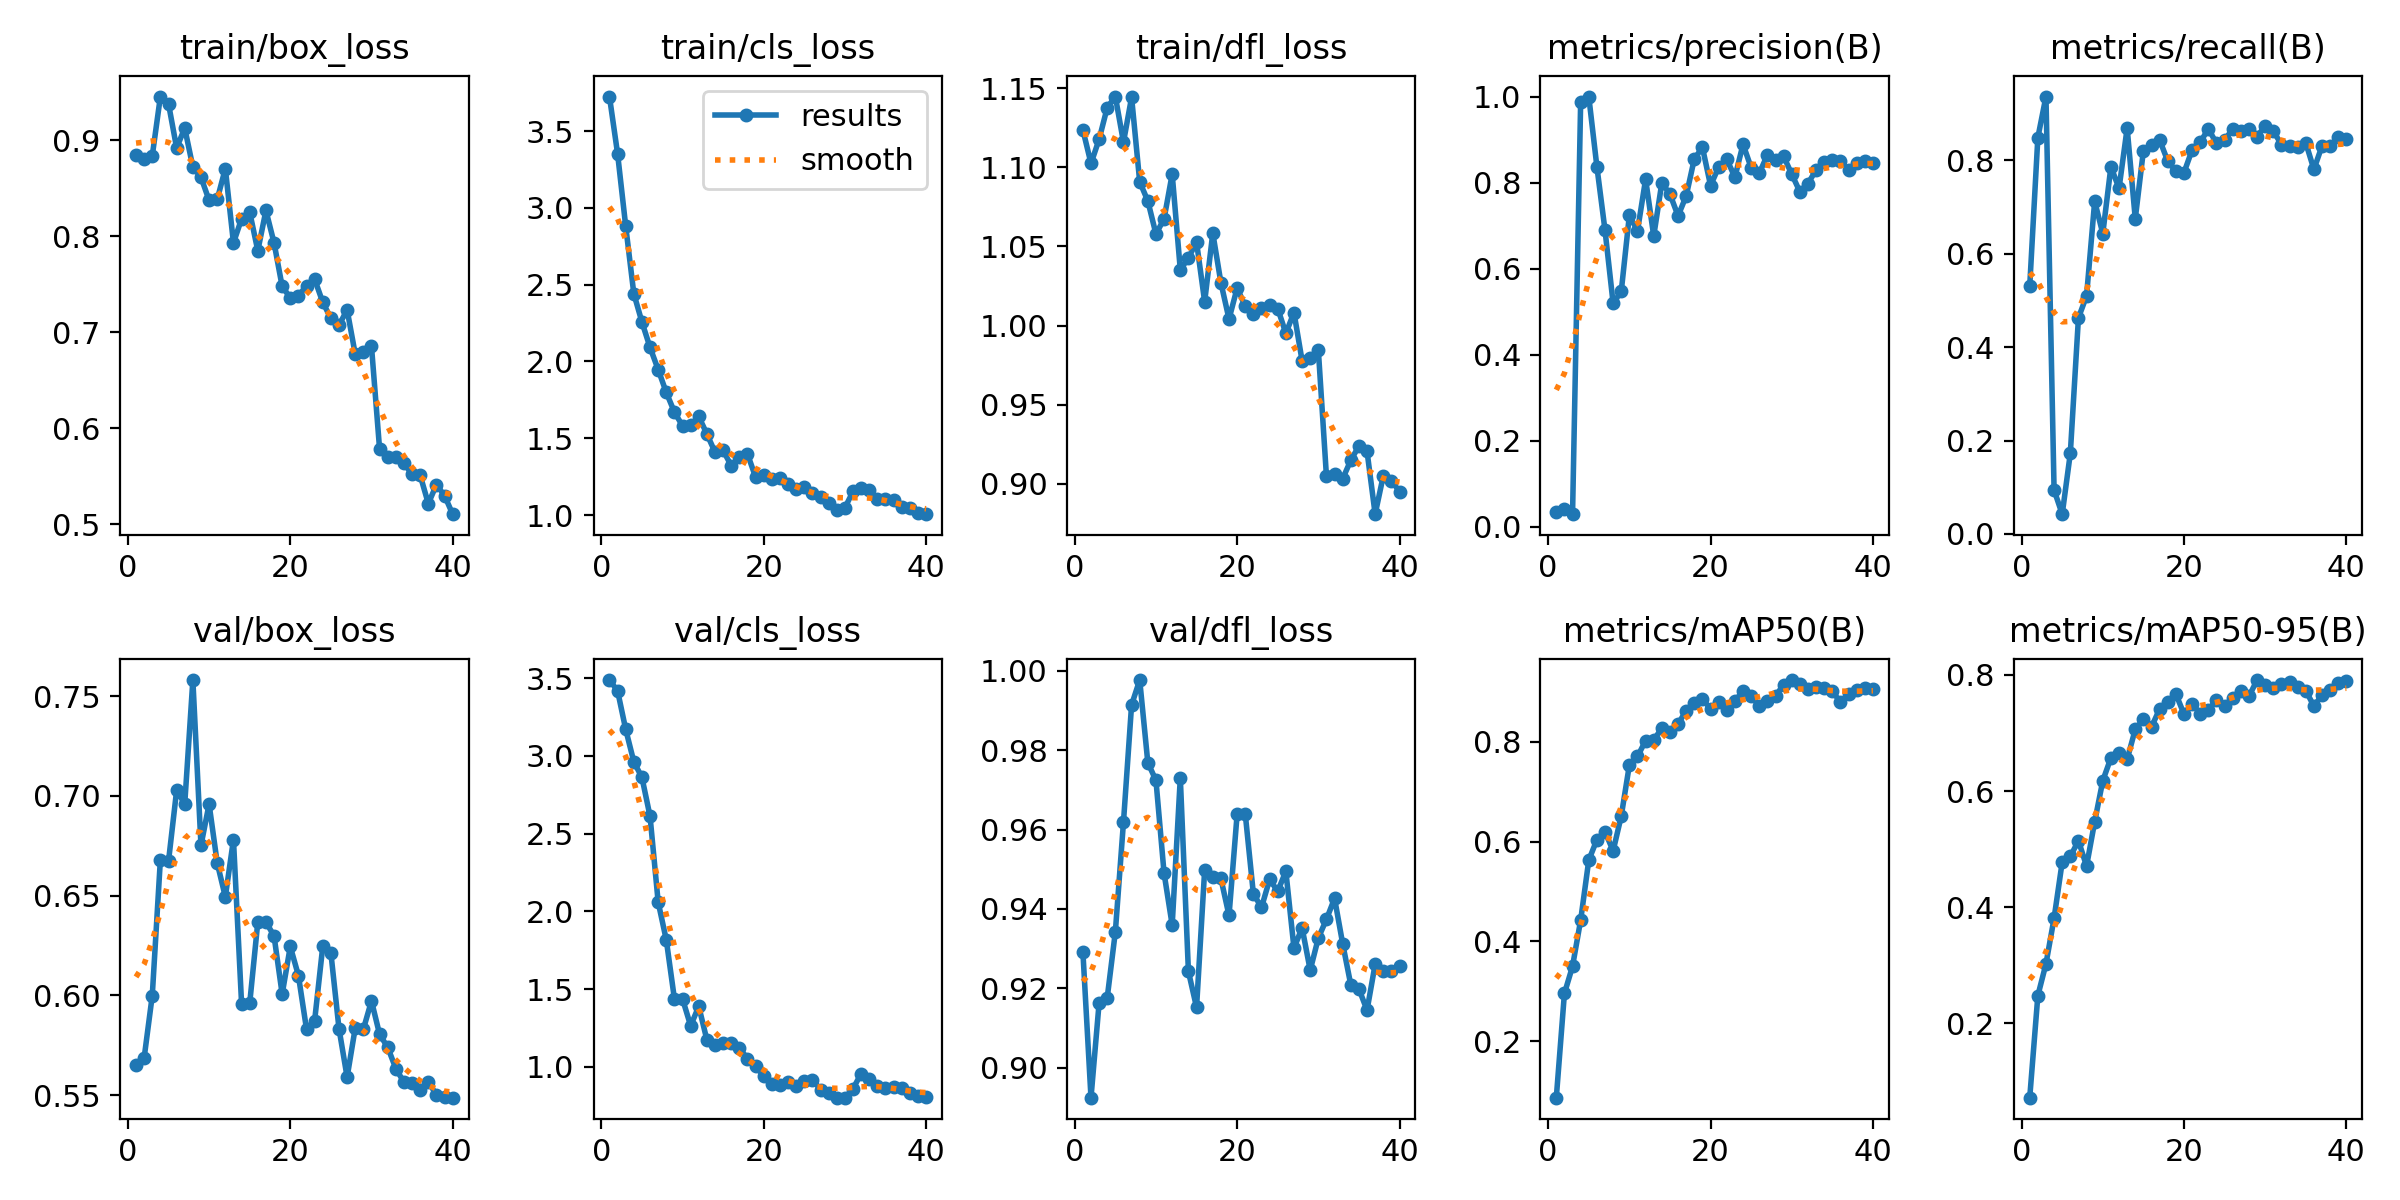 train/box_loss
train/cls_loss
train/dfl_loss
metrics/precision(B)
metrics/recall(B)
0.9
0.8
0.7
0.6
0.5
0 20 40
3.5
3.0
2.5
2.0
1.5
1.0
0 20 40
results
smooth
1.15
1.10
1.05
1.00
0.95
0.90
0 20 40
1.0
0.8
0.6
0.4
0.2
0.0
0 20 40
0.8
0.6
0.4
0.2
0.0
0 20 40
val/box_loss
val/cls_loss
val/dfl_loss
metrics/mAP50(B)
metrics/mAP50-95(B)
0.75
0.70
0.65
0.60
0.55
0 20 40
3.5
3.0
2.5
2.0
1.5
1.0
0 20 40
1.00
0.98
0.96
0.94
0.92
0.90
0 20 40
0.8
0.6
0.4
0.2
0 20 40
0.8
0.6
0.4
0.2
0 20 40